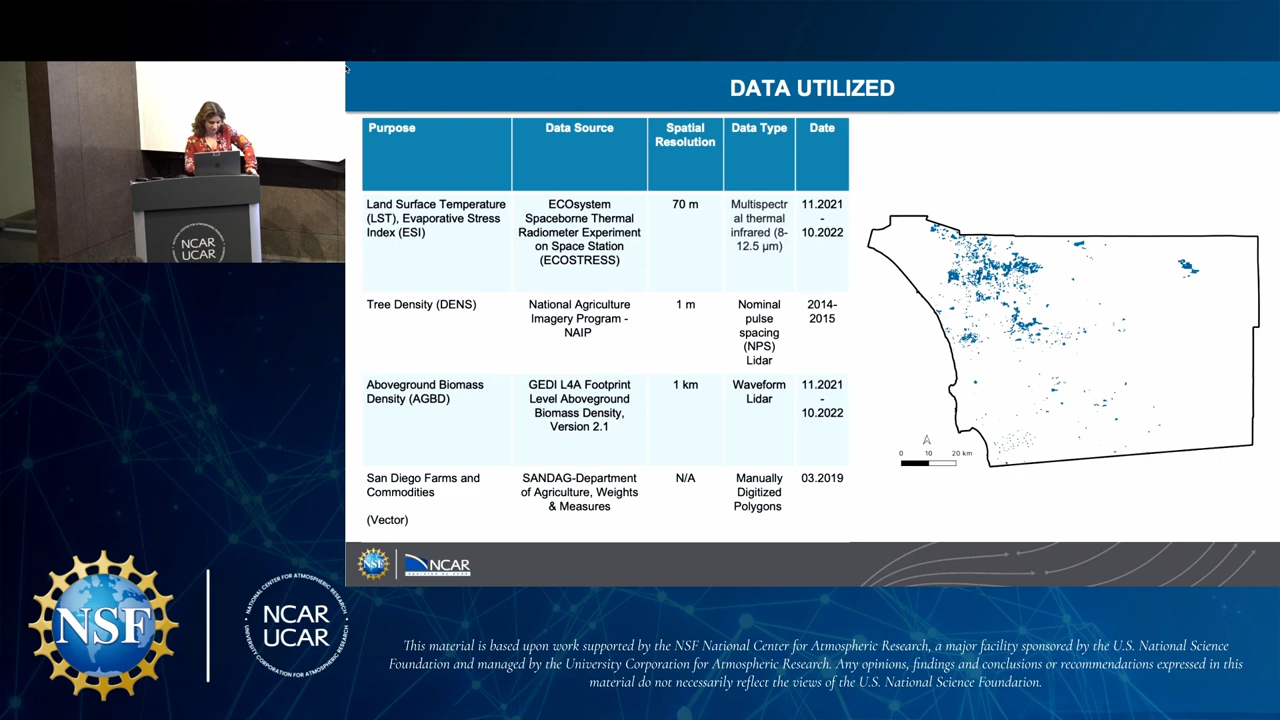 DATA UTILIZED
Purpose
Data Source
Spatial
Resolution
Data Type
Date
Land Surface Temperature
(LST), Evaporative Stress
Index (ESI)
ECOsystem
Spaceborne Thermal
Radiometer Experiment
on Space Station
(ECOSTRESS)
70 m
Multispectr
al thermal
infrared (8-
12.5 µm)
11.2021
-
10.2022
Tree Density (DENS)
National Agriculture
Imagery Program -
NAIP
1 m
Nominal
pulse
spacing
(NPS)
Lidar
2014-
2015
Aboveground Biomass
Density (AGBD)
GEDI L4A Footprint
Level Aboveground
Biomass Density,
Version 2.1
1 km
Waveform
Lidar
11.2021
-
10.2022
San Diego Farms and
Commodities
(Vector)
SANDAG-Department
of Agriculture, Weights
& Measures
N/A
Manually
Digitized
Polygons
03.2019
0 10 20 km
NCAR
UCAR
NSF
NCAR
NSF
NATIONAL CENTER FOR ATMOSPHERIC RESEARCH
NCAR
UCAR
UNIVERSITY CORPORATION FOR ATMOSPHERIC RESEARCH
This material is based upon work supported by the NSF National Center for Atmospheric Research, a major facility sponsored by the U.S. National Science
Foundation and managed by the University Corporation for Atmospheric Research. Any opinions, findings and conclusions or recommendations expressed in this
material do not necessarily reflect the views of the U.S. National Science Foundation.